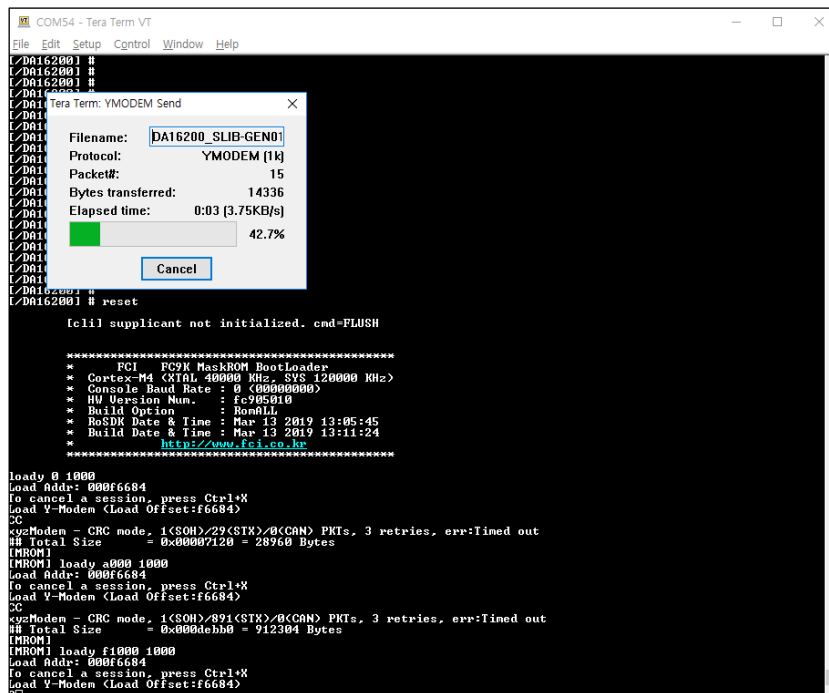 COM54 - Tera Term VT
File Edit Setup Control Window Help
[/DA16200] #
[/DA16200] #
[/DA16200] #
Tera Term: YMODEM Send
Filename: DA16200_SLIB-GEN01
Protocol: YMODEM (1k)
Packet#: 15
Bytes transferred: 14336
Elapsed time: 0:03 (3.75KB/s)
42.7%
Cancel
[/DA16200] #
[/DA16200] # reset
[cli] supplicant not initialized. cmd=FLUSH
*********************************************
* FCI FC9K MaskROM BootLoader
* Cortex-M4 (XTAL 40000 KHz, SYS 120000 KHz)
* Console Baud Rate : 0 (00000000)
* HW Version Num. : fc905010
* Build Option : RomALL
* RoSDK Date & Time : Mar 13 2019 13:05:45
* Build Date & Time : Mar 13 2019 13:11:24
* http://www.fci.co.kr
*********************************************
loady 0 1000
Load Addr: 000f6684
To cancel a session, press Ctrl+X
Load Y-Modem (Load Offset:f6684)
CC
xyzModem - CRC mode, 1(SOH)/29(STX)/0(CAN) PKTs, 3 retries, err:Timed out
## Total Size = 0x00007120 = 28960 Bytes
[MROM]
[MROM] loady a000 1000
Load Addr: 000f6684
To cancel a session, press Ctrl+X
Load Y-Modem (Load Offset:f6684)
CC
xyzModem - CRC mode, 1(SOH)/891(STX)/0(CAN) PKTs, 3 retries, err:Timed out
## Total Size = 0x000debb0 = 912304 Bytes
[MROM]
[MROM] loady f1000 1000
Load Addr: 000f6684
To cancel a session, press Ctrl+X
Load Y-Modem (Load Offset:f6684)